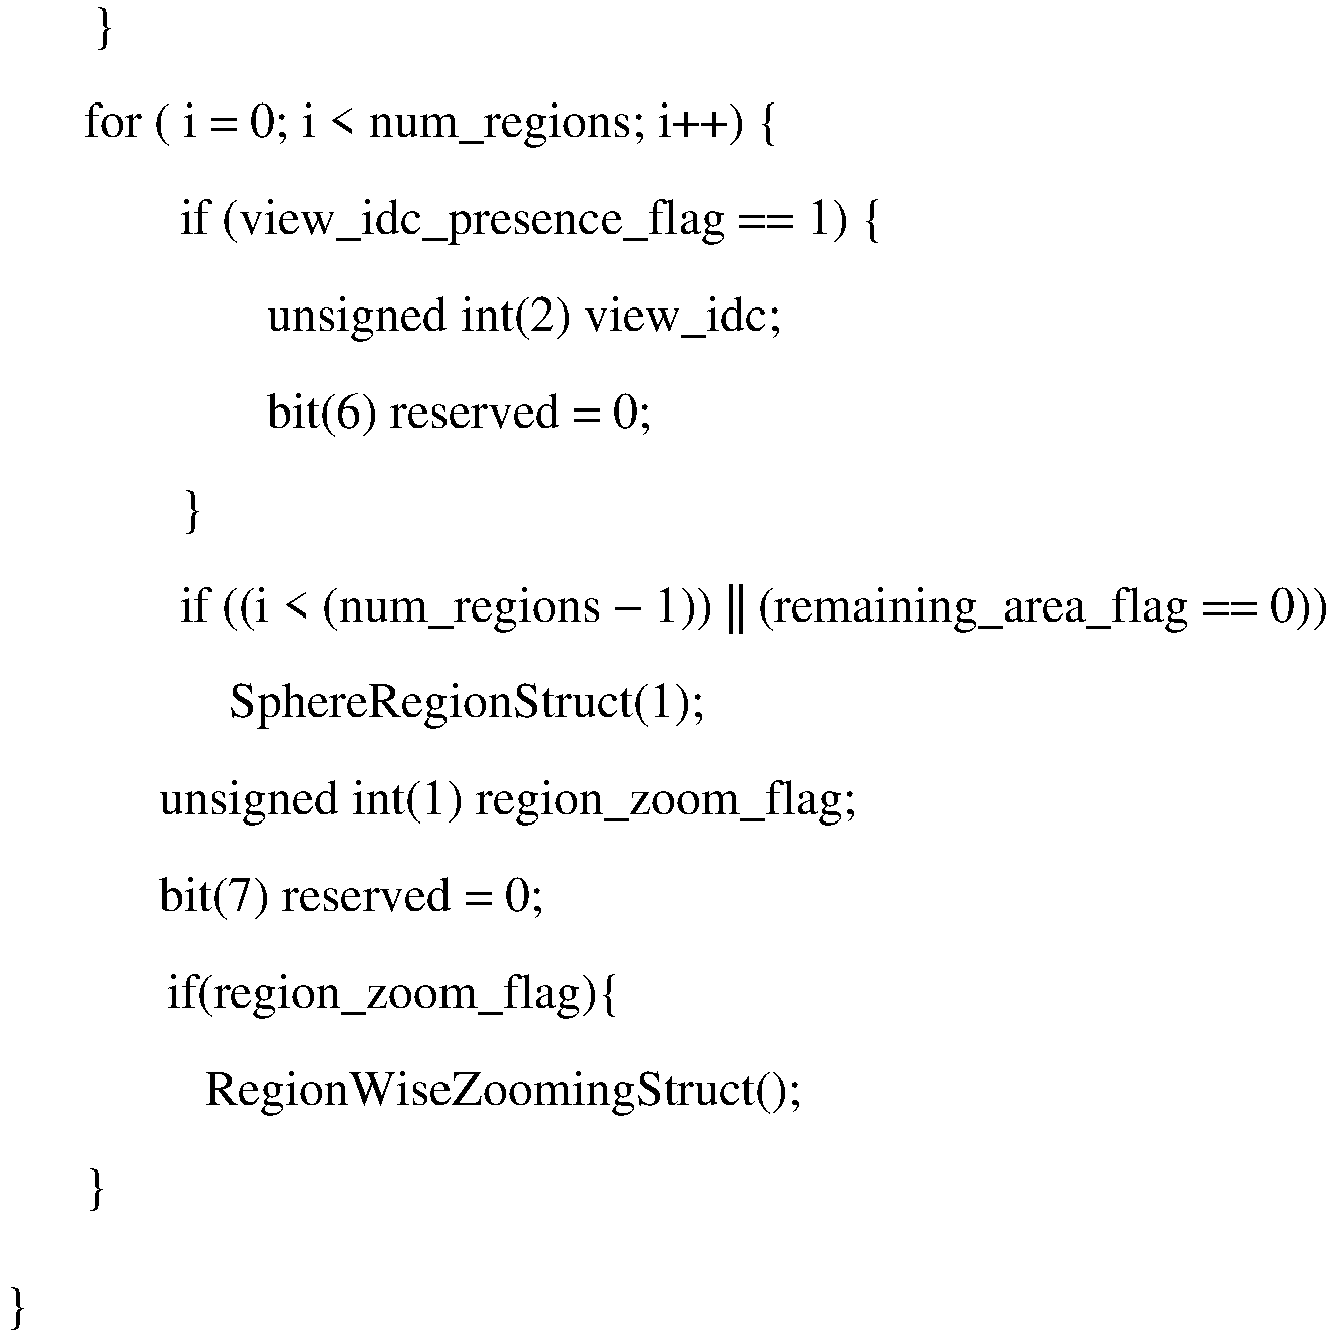 }
for ( i = 0; i < num_regions; i++) {
if (view_idc_presence_flag == 1) {
unsigned int(2) view_idc;
bit(6) reserved = 0;
}
if ((i < (num_regions − 1)) || (remaining_area_flag == 0))
SphereRegionStruct(1);
unsigned int(1) region_zoom_flag;
bit(7) reserved = 0;
if(region_zoom_flag){
RegionWiseZoomingStruct();
}
}